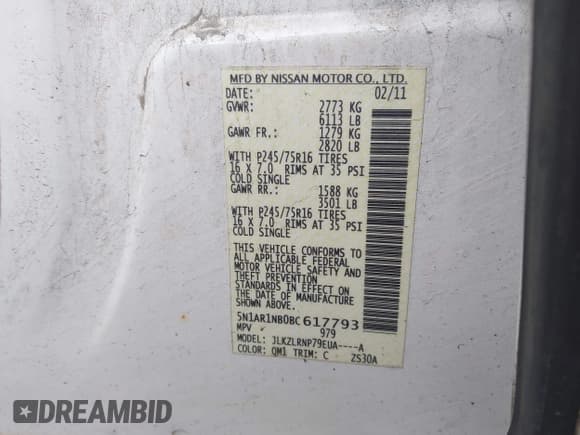 MFD BY NISSAN MOTOR CO., LTD.
DATE: 02/11
GVWR: 2773 KG
6113 LB
GAWR FR.: 1279 KG
2820 LB
WITH P245/75R16 TIRES
16 X 7.0 RIMS AT 35 PSI
COLD SINGLE
GAWR RR.: 1588 KG
3501 LB
WITH P245/75R16 TIRES
16 X 7.0 RIMS AT 35 PSI
COLD SINGLE
THIS VEHICLE CONFORMS TO
ALL APPLICABLE FEDERAL
MOTOR VEHICLE SAFETY AND
THEFT PREVENTION
STANDARDS IN EFFECT ON
THE DATE OF MANUFACTURE
SHOWN ABOVE.
5N1AR1NB0BC617793
MPV 979
MODEL: JLKZLRNP79EUA----A
COLOR: QM1 TRIM: C ZS30A
DREAMBID